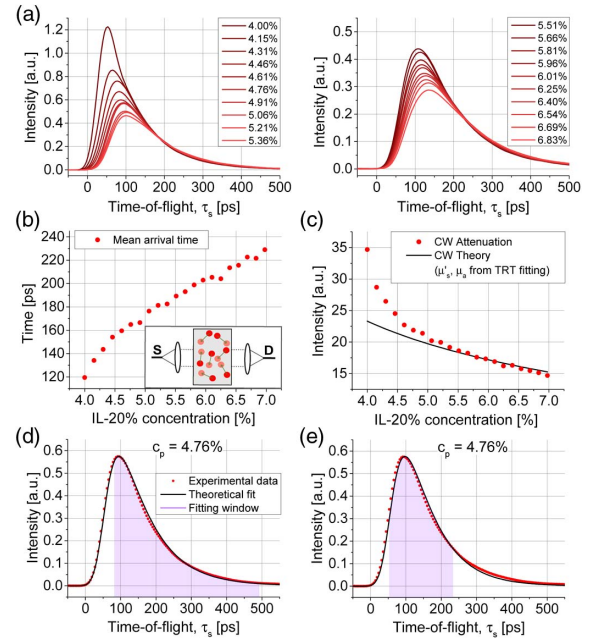 (a)
Intensity [a.u.]
1.2
1.0
0.8
0.6
0.4
0.2
0.0
0 100 200 300 400 500
Time-of-flight, τs [ps]
4.00%
4.15%
4.31%
4.46%
4.61%
4.76%
4.91%
5.06%
5.21%
5.36%
Intensity [a.u.]
0.5
0.4
0.3
0.2
0.1
0.0
0 100 200 300 400 500
Time-of-flight, τs [ps]
5.51%
5.66%
5.81%
5.96%
6.01%
6.25%
6.40%
6.54%
6.69%
6.83%
(b)
Time [ps]
240
220
200
180
160
140
120
4.0 4.5 5.0 5.5 6.0 6.5 7.0
IL-20% concentration [%]
Mean arrival time
S
D
(c)
Intensity [a.u.]
35
30
25
20
15
4.0 4.5 5.0 5.5 6.0 6.5 7.0
IL-20% concentration [%]
CW Attenuation
CW Theory
(μ's, μa from TRT fitting)
(d)
cp = 4.76%
Intensity [a.u.]
0.6
0.5
0.4
0.3
0.2
0.1
0.0
0 100 200 300 400 500
Time-of-flight, τs [ps]
Experimental data
Theoretical fit
Fitting window
(e)
cp = 4.76%
Intensity [a.u.]
0.6
0.5
0.4
0.3
0.2
0.1
0.0
0 100 200 300 400 500
Time-of-flight, τs [ps]